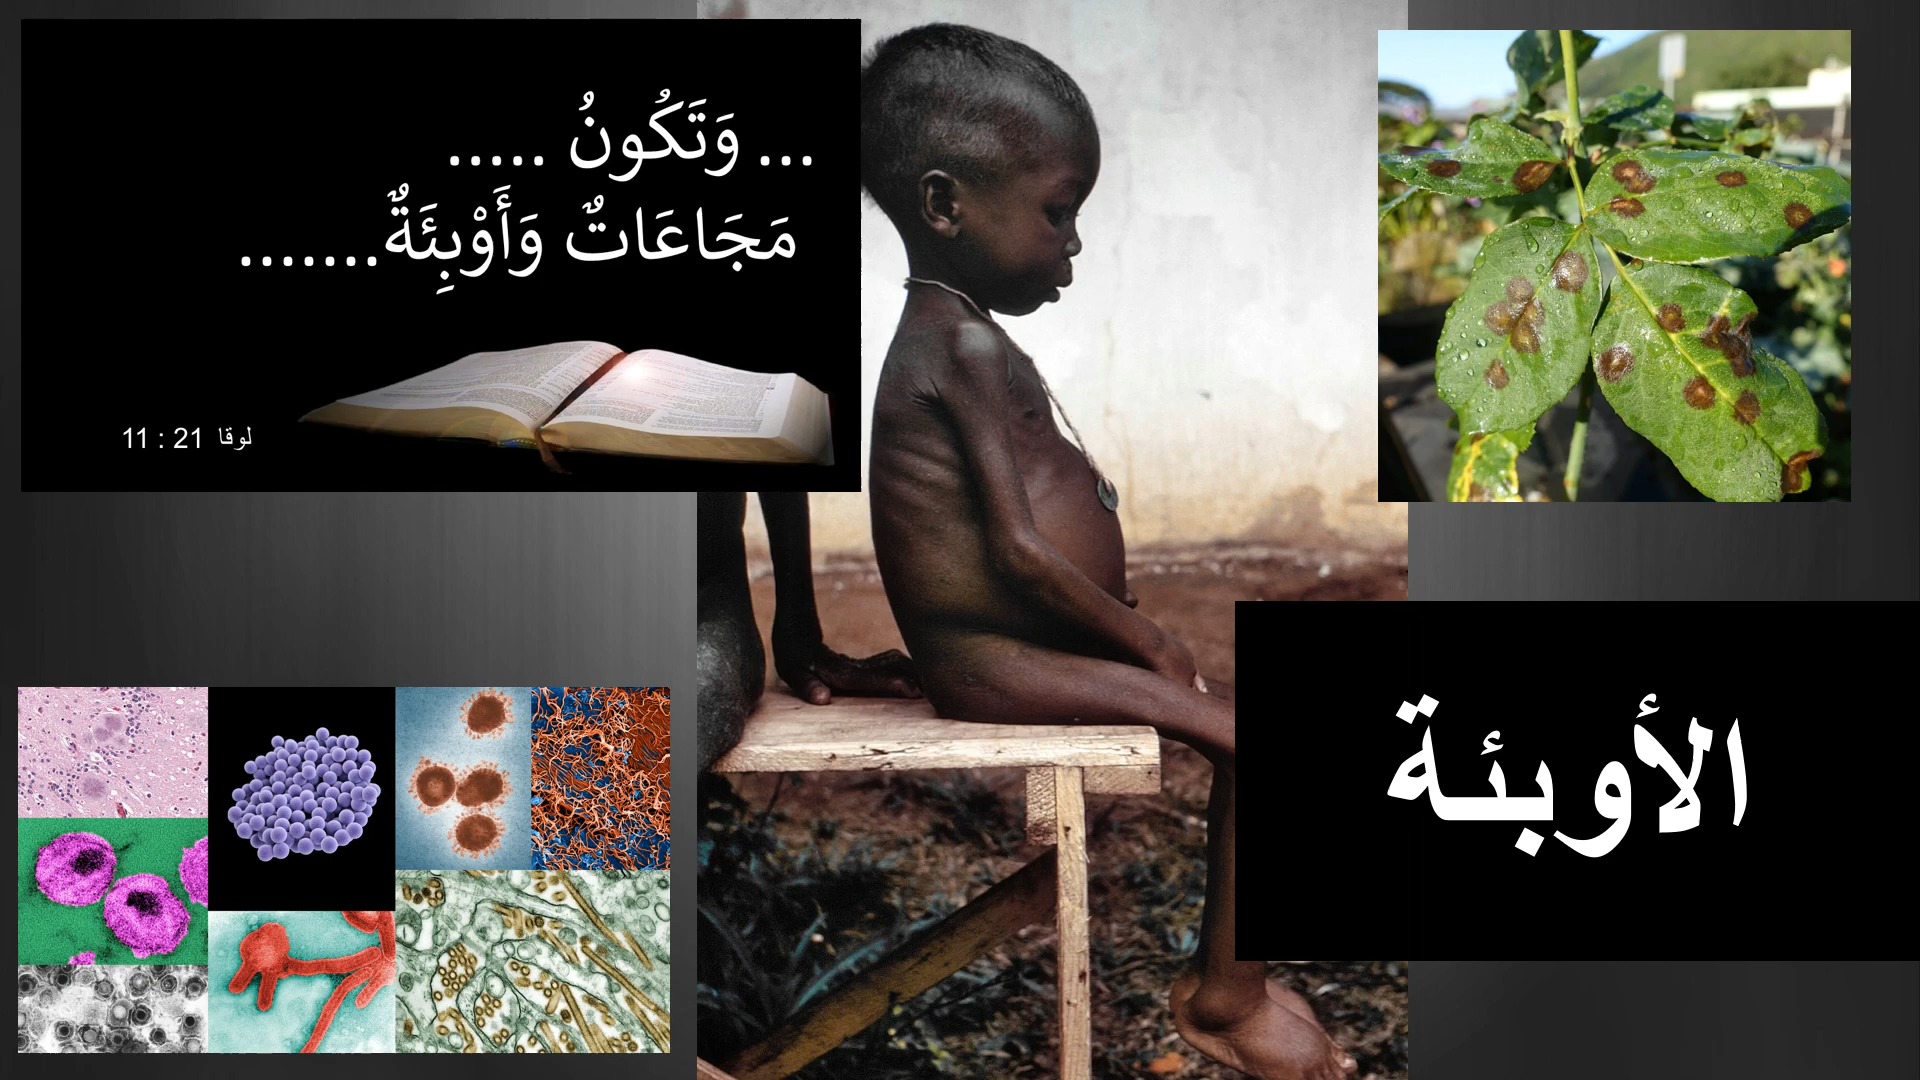 ... وَتَكُونُ .....
مَجَاعَاتٌ وَأَوْبِئَةٌ.......
لوقا 21 : 11
الأوبئة